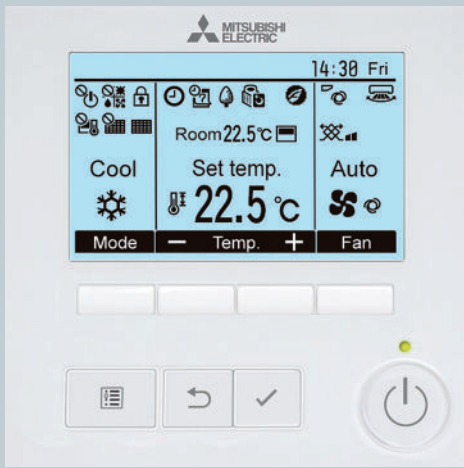 MITSUBISHI
ELECTRIC
14:30 Fri
Room 22.5°C
Cool
Set temp.
Auto
22.5°C
Mode
− Temp. +
Fan